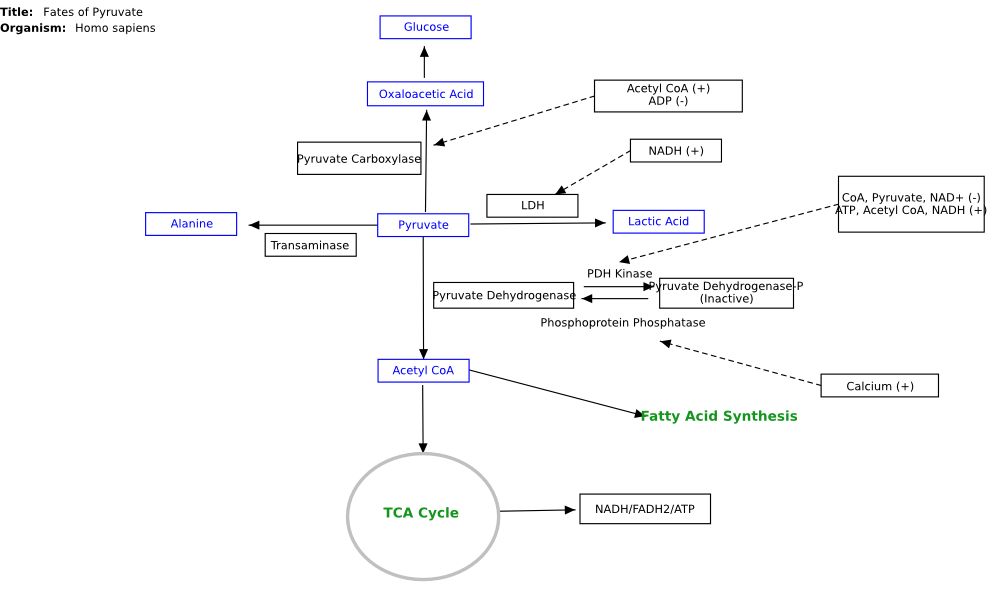 Title: Fates of Pyruvate
Organism: Homo sapiens
Glucose
Oxaloacetic Acid
Acetyl CoA (+)
ADP (-)
Pyruvate Carboxylase
NADH (+)
LDH
CoA, Pyruvate, NAD+ (-)
ATP, Acetyl CoA, NADH (+)
Alanine
Pyruvate
Lactic Acid
Transaminase
PDH Kinase
Pyruvate Dehydrogenase
Pyruvate Dehydrogenase-P
(Inactive)
Phosphoprotein Phosphatase
Acetyl CoA
Calcium (+)
Fatty Acid Synthesis
TCA Cycle
NADH/FADH2/ATP